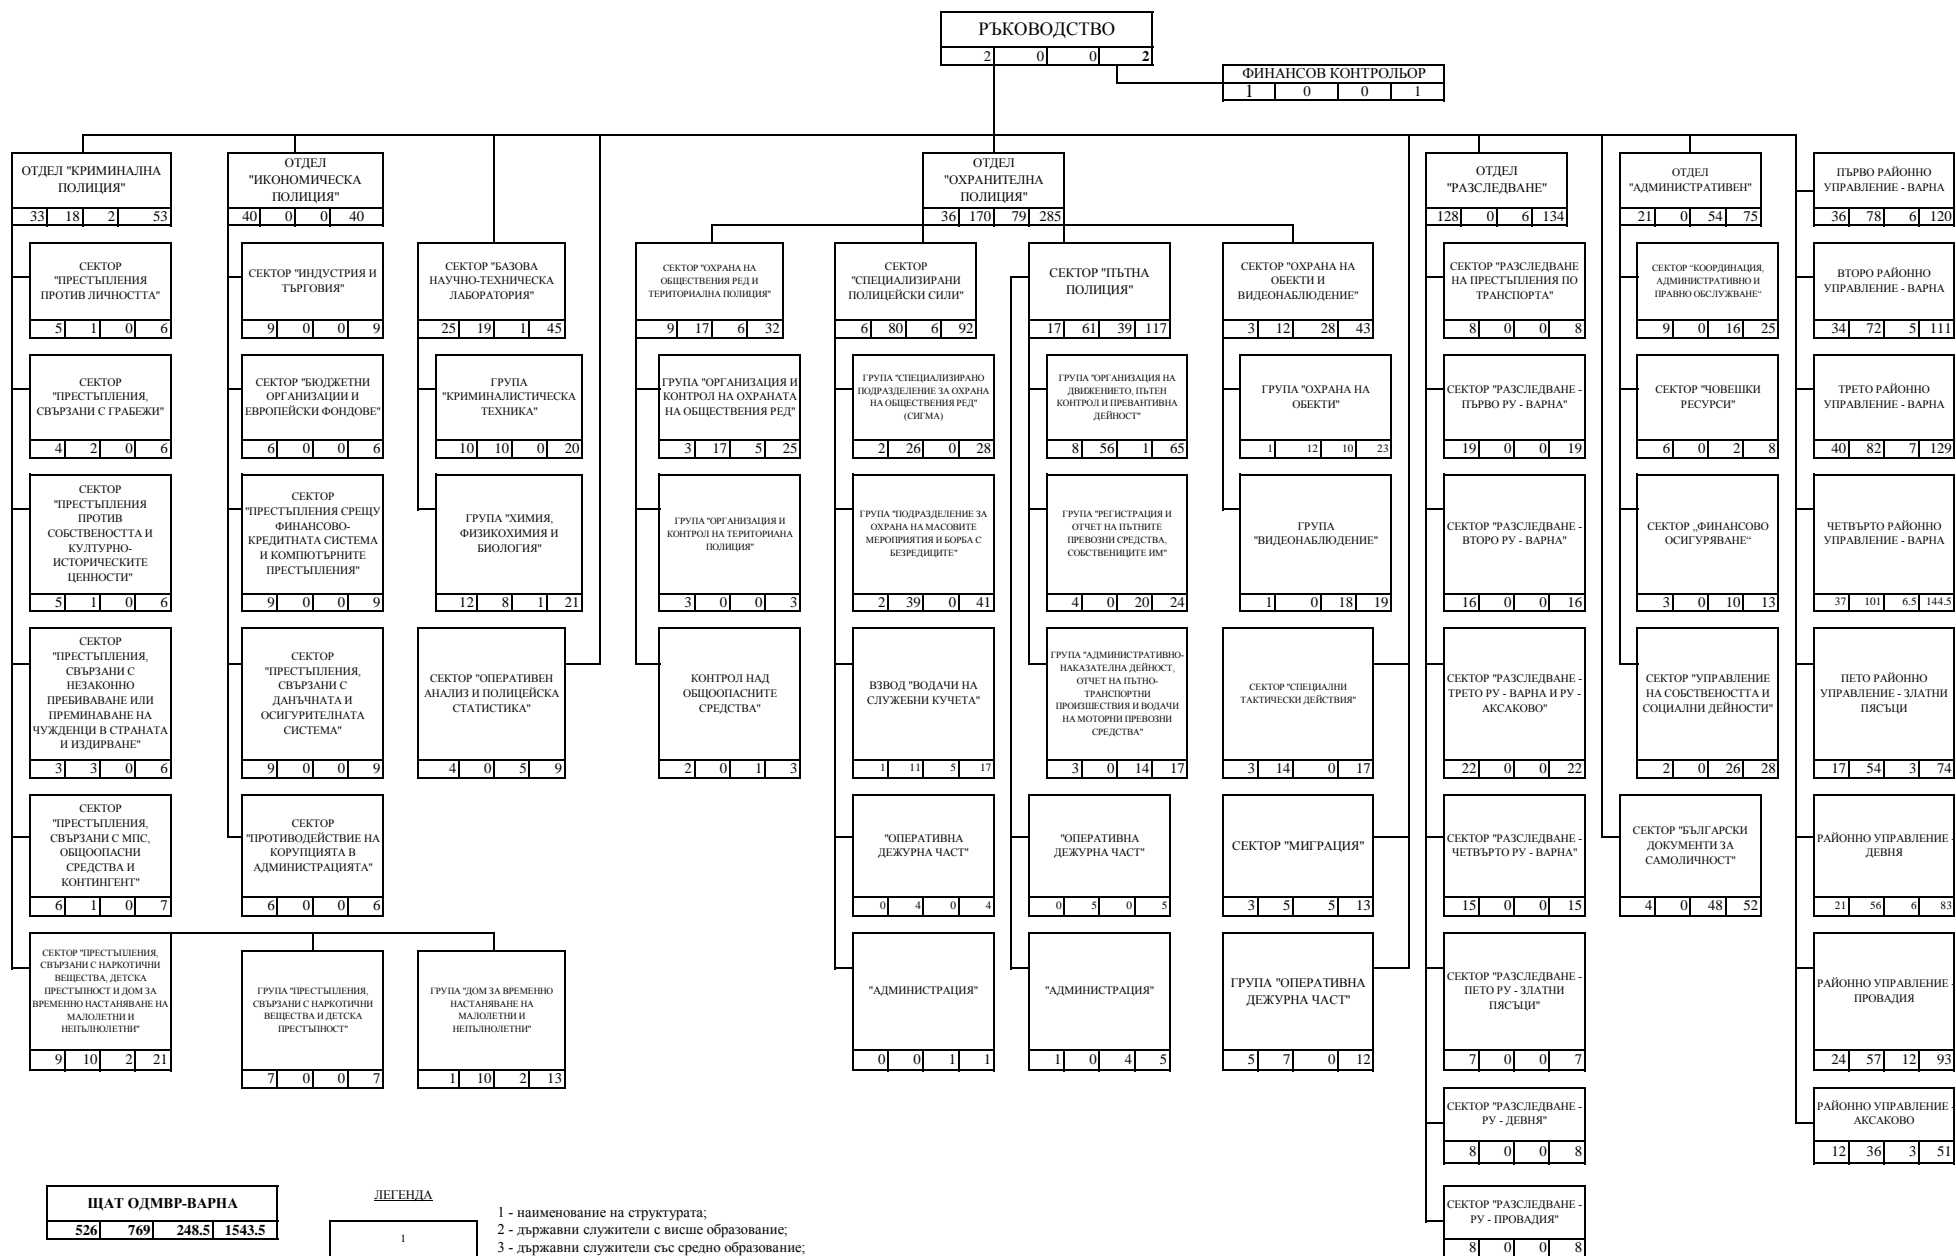 РЪКОВОДСТВО
2 0 0 2
ФИНАНСОВ КОНТРОЛЬОР
1 0 0 1
ОТДЕЛ "КРИМИНАЛНА
ПОЛИЦИЯ"
33 18 2 53
СЕКТОР
"ПРЕСТЪПЛЕНИЯ
ПРОТИВ ЛИЧНОСТТА"
5 1 0 6
СЕКТОР
"ПРЕСТЪПЛЕНИЯ,
СВЪРЗАНИ С ГРАБЕЖИ"
4 2 0 6
СЕКТОР
"ПРЕСТЪПЛЕНИЯ
ПРОТИВ
СОБСТВЕНОСТТА И
КУЛТУРНО-
ИСТОРИЧЕСКИТЕ
ЦЕННОСТИ"
5 1 0 6
СЕКТОР
"ПРЕСТЪПЛЕНИЯ,
СВЪРЗАНИ С
НЕЗАКОННО
ПРЕБИВАВАНЕ ИЛИ
ПРЕМИНАВАНЕ НА
ЧУЖДЕНЦИ В СТРАНАТА
И ИЗДИРВАНЕ"
3 3 0 6
СЕКТОР
"ПРЕСТЪПЛЕНИЯ,
СВЪРЗАНИ С МПС,
ОБЩООПАСНИ
СРЕДСТВА И
КОНТИНГЕНТ"
6 1 0 7
СЕКТОР "ПРЕСТЪПЛЕНИЯ,
СВЪРЗАНИ С НАРКОТИЧНИ
ВЕЩЕСТВА, ДЕТСКА
ПРЕСТЪПНОСТ И ДОМ ЗА
ВРЕМЕННО НАСТАНЯВАНЕ НА
МАЛОЛЕТНИ И
НЕПЪЛНОЛЕТНИ"
9 10 2 21
ОТДЕЛ
"ИКОНОМИЧЕСКА
ПОЛИЦИЯ"
40 0 0 40
СЕКТОР "ИНДУСТРИЯ И
ТЪРГОВИЯ"
9 0 0 9
СЕКТОР "БЮДЖЕТНИ
ОРГАНИЗАЦИИ И
ЕВРОПЕЙСКИ ФОНДОВЕ"
6 0 0 6
СЕКТОР
"ПРЕСТЪПЛЕНИЯ СРЕЩУ
ФИНАНСОВО-
КРЕДИТНАТА СИСТЕМА
И КОМПЮТЪРНИТЕ
ПРЕСТЪПЛЕНИЯ"
9 0 0 9
СЕКТОР
"ПРЕСТЪПЛЕНИЯ,
СВЪРЗАНИ С
ДАНЪЧНАТА И
ОСИГУРИТЕЛНАТА
СИСТЕМА"
9 0 0 9
СЕКТОР
"ПРОТИВОДЕЙСТВИЕ НА
КОРУПЦИЯТА В
АДМИНИСТРАЦИЯТА"
6 0 0 6
ГРУПА "ПРЕСТЪПЛЕНИЯ,
СВЪРЗАНИ С НАРКОТИЧНИ
ВЕЩЕСТВА И ДЕТСКА
ПРЕСТЪПНОСТ"
7 0 0 7
СЕКТОР "БАЗОВА
НАУЧНО-ТЕХНИЧЕСКА
ЛАБОРАТОРИЯ"
25 19 1 45
ГРУПА
"КРИМИНАЛИСТИЧЕСКА
ТЕХНИКА"
10 10 0 20
ГРУПА "ХИМИЯ,
ФИЗИКОХИМИЯ И
БИОЛОГИЯ"
12 8 1 21
СЕКТОР "ОПЕРАТИВЕН
АНАЛИЗ И ПОЛИЦЕЙСКА
СТАТИСТИКА"
4 0 5 9
ГРУПА "ДОМ ЗА ВРЕМЕННО
НАСТАНЯВАНЕ НА
МАЛОЛЕТНИ И
НЕПЪЛНОЛЕТНИ"
1 10 2 13
ОТДЕЛ
"ОХРАНИТЕЛНА
ПОЛИЦИЯ"
36 170 79 285
СЕКТОР "ОХРАНА НА
ОБЩЕСТВЕНИЯ РЕД И
ТЕРИТОРИАЛНА ПОЛИЦИЯ"
9 17 6 32
ГРУПА "ОРГАНИЗАЦИЯ И
КОНТРОЛ НА ОХРАНАТА
НА ОБЩЕСТВЕНИЯ РЕД"
3 17 5 25
ГРУПА "ОРГАНИЗАЦИЯ И
КОНТРОЛ НА ТЕРИТОРИАНА
ПОЛИЦИЯ"
3 0 0 3
КОНТРОЛ НАД
ОБЩООПАСНИТЕ
СРЕДСТВА"
2 0 1 3
СЕКТОР
"СПЕЦИАЛИЗИРАНИ
ПОЛИЦЕЙСКИ СИЛИ"
6 80 6 92
ГРУПА "СПЕЦИАЛИЗИРАНО
ПОДРАЗДЕЛЕНИЕ ЗА ОХРАНА
НА ОБЩЕСТВЕНИЯ РЕД"
(СИГМА)
2 26 0 28
ГРУПА "ПОДРАЗДЕЛЕНИЕ ЗА
ОХРАНА НА МАСОВИТЕ
МЕРОПРИЯТИЯ И БОРБА С
БЕЗРЕДИЦИТЕ"
2 39 0 41
ВЗВОД "ВОДАЧИ НА
СЛУЖЕБНИ КУЧЕТА"
1 11 5 17
"ОПЕРАТИВНА
ДЕЖУРНА ЧАСТ"
0 4 0 4
"АДМИНИСТРАЦИЯ"
0 0 1 1
СЕКТОР "ПЪТНА
ПОЛИЦИЯ"
17 61 39 117
ГРУПА "ОРГАНИЗАЦИЯ НА
ДВИЖЕНИЕТО, ПЪТЕН
КОНТРОЛ И ПРЕВАНТИВНА
ДЕЙНОСТ"
8 56 1 65
ГРУПА "РЕГИСТРАЦИЯ И
ОТЧЕТ НА ПЪТНИТЕ
ПРЕВОЗНИ СРЕДСТВА,
СОБСТВЕНИЦИТЕ ИМ"
4 0 20 24
ГРУПА "АДМИНИСТРАТИВНО-
НАКАЗАТЕЛНА ДЕЙНОСТ,
ОТЧЕТ НА ПЪТНО-
ТРАНСПОРТНИ
ПРОИЗШЕСТВИЯ И ВОДАЧИ
НА МОТОРНИ ПРЕВОЗНИ
СРЕДСТВА"
3 0 14 17
"ОПЕРАТИВНА
ДЕЖУРНА ЧАСТ"
0 5 0 5
"АДМИНИСТРАЦИЯ"
1 0 4 5
СЕКТОР "ОХРАНА НА
ОБЕКТИ И
ВИДЕОНАБЛЮДЕНИЕ"
3 12 28 43
ГРУПА "ОХРАНА НА
ОБЕКТИ"
1 12 10 23
ГРУПА
"ВИДЕОНАБЛЮДЕНИЕ"
1 0 18 19
СЕКТОР "СПЕЦИАЛНИ
ТАКТИЧЕСКИ ДЕЙСТВИЯ"
3 14 0 17
СЕКТОР "МИГРАЦИЯ"
3 5 5 13
ГРУПА "ОПЕРАТИВНА
ДЕЖУРНА ЧАСТ"
5 7 0 12
ОТДЕЛ
"РАЗСЛЕДВАНЕ"
128 0 6 134
СЕКТОР "РАЗСЛЕДВАНЕ
НА ПРЕСТЪПЛЕНИЯ ПО
ТРАНСПОРТА"
8 0 0 8
СЕКТОР "РАЗСЛЕДВАНЕ -
ПЪРВО РУ - ВАРНА"
19 0 0 19
СЕКТОР "РАЗСЛЕДВАНЕ -
ВТОРО РУ - ВАРНА"
16 0 0 16
СЕКТОР "РАЗСЛЕДВАНЕ -
ТРЕТО РУ - ВАРНА И РУ -
АКСАКОВО"
22 0 0 22
СЕКТОР "РАЗСЛЕДВАНЕ -
ЧЕТВЪРТО РУ - ВАРНА"
15 0 0 15
СЕКТОР "РАЗСЛЕДВАНЕ -
ПЕТО РУ - ЗЛАТНИ
ПЯСЪЦИ"
7 0 0 7
СЕКТОР "РАЗСЛЕДВАНЕ -
РУ - ДЕВНЯ"
8 0 0 8
СЕКТОР "РАЗСЛЕДВАНЕ -
РУ - ПРОВАДИЯ"
8 0 0 8
ОТДЕЛ
"АДМИНИСТРАТИВЕН"
21 0 54 75
СЕКТОР "КООРДИНАЦИЯ,
АДМИНИСТРАТИВНО И
ПРАВНО ОБСЛУЖВАНЕ“
9 0 16 25
СЕКТОР "ЧОВЕШКИ
РЕСУРСИ"
6 0 2 8
СЕКТОР „ФИНАНСОВО
ОСИГУРЯВАНЕ“
3 0 10 13
СЕКТОР "УПРАВЛЕНИЕ
НА СОБСТВЕНОСТТА И
СОЦИАЛНИ ДЕЙНОСТИ"
2 0 26 28
СЕКТОР "БЪЛГАРСКИ
ДОКУМЕНТИ ЗА
САМОЛИЧНОСТ"
4 0 48 52
ПЪРВО РАЙОННО
УПРАВЛЕНИЕ - ВАРНА
36 78 6 120
ВТОРО РАЙОННО
УПРАВЛЕНИЕ - ВАРНА
34 72 5 111
ТРЕТО РАЙОННО
УПРАВЛЕНИЕ - ВАРНА
40 82 7 129
ЧЕТВЪРТО РАЙОННО
УПРАВЛЕНИЕ - ВАРНА
37 101 6.5 144.5
ПЕТО РАЙОННО
УПРАВЛЕНИЕ - ЗЛАТНИ
ПЯСЪЦИ
17 54 3 74
РАЙОННО УПРАВЛЕНИЕ -
ДЕВНЯ
21 56 6 83
РАЙОННО УПРАВЛЕНИЕ -
ПРОВАДИЯ
24 57 12 93
РАЙОННО УПРАВЛЕНИЕ -
АКСАКОВО
12 36 3 51
ЩАТ ОДМВР-ВАРНА
526 769 248.5 1543.5
ЛЕГЕНДА
1
1 - наименование на структурата;
2 - държавни служители с висше образование;
3 - държавни служители със средно образование;